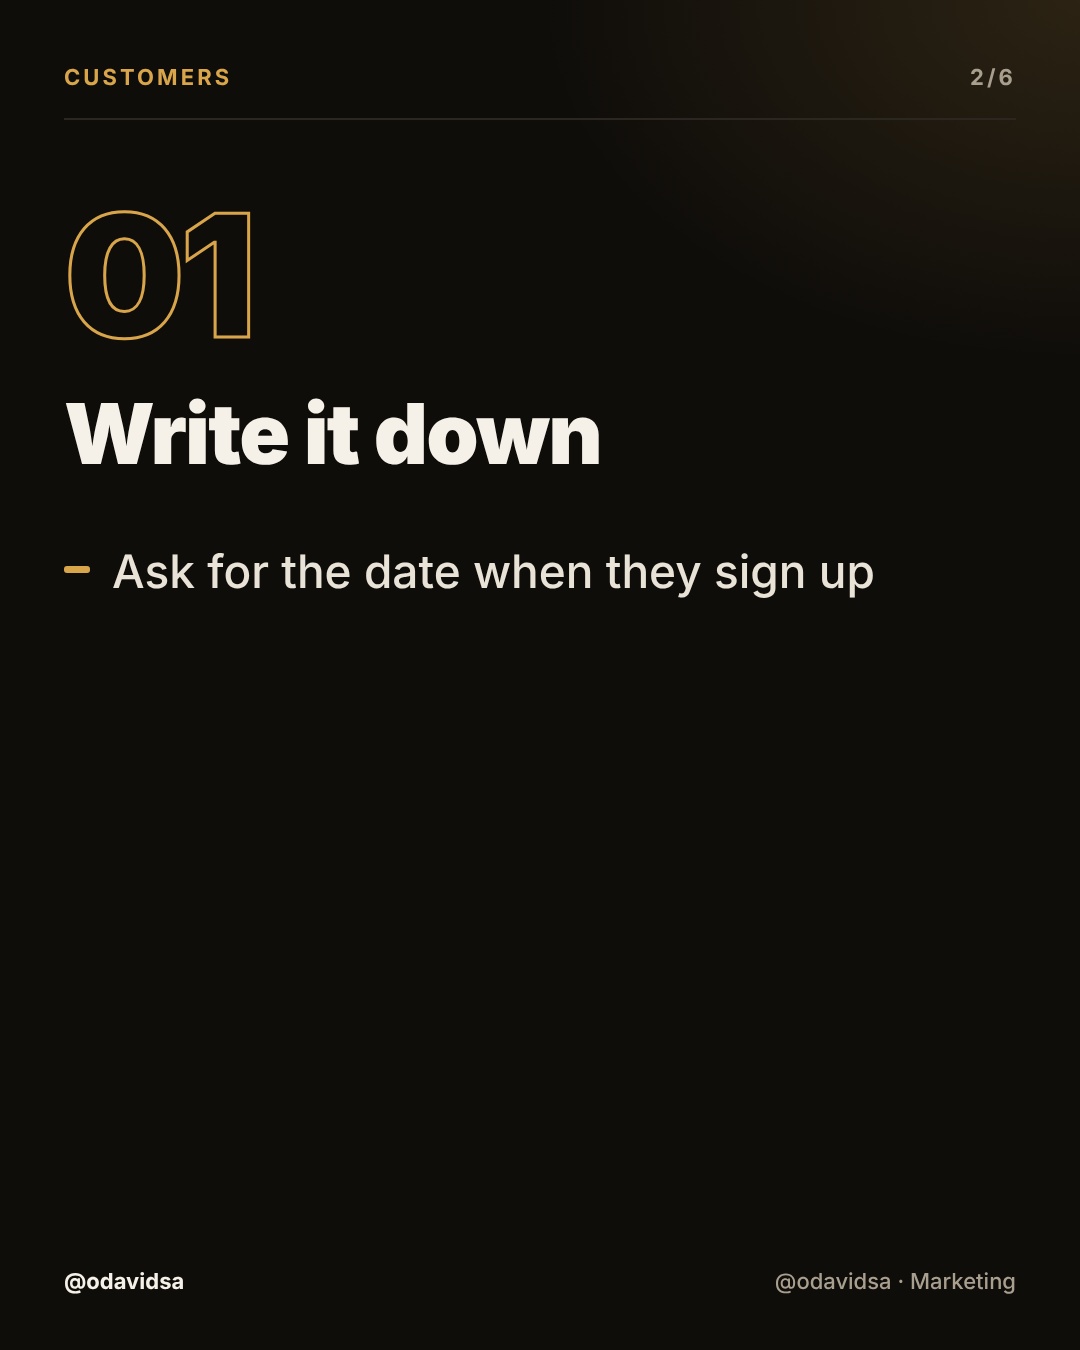 CUSTOMERS
2/6
01
Write it down
Ask for the date when they sign up
@odavidsa
@odavidsa · Marketing